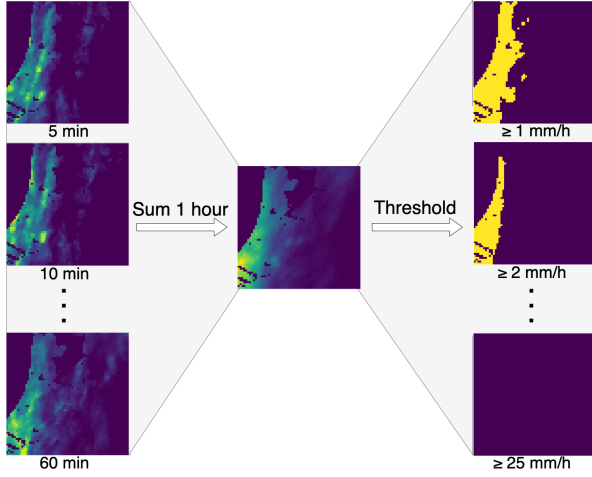 5 min
10 min
60 min
Sum 1 hour
Threshold
≥ 1 mm/h
≥ 2 mm/h
≥ 25 mm/h